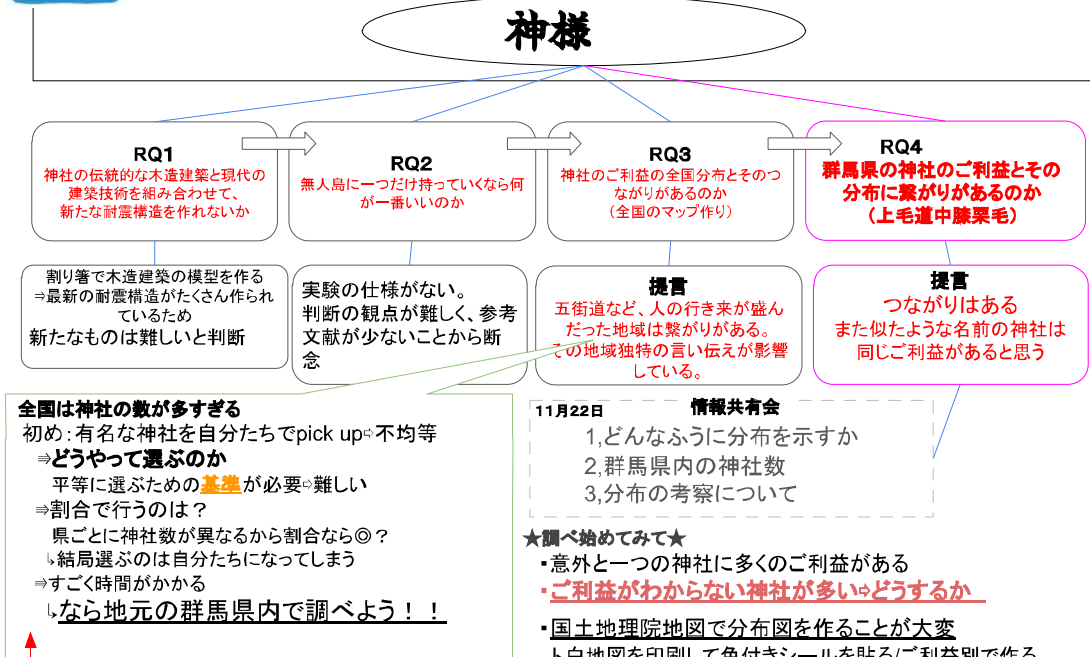 神様
RQ1
神社の伝統的な木造建築と現代の
建築技術を組み合わせて、
新たな耐震構造を作れないか
RQ2
無人島に一つだけ持っていくなら何
が一番いいのか
RQ3
神社のご利益の全国分布とそのつ
ながりがあるのか
（全国のマップ作り）
RQ4
群馬県の神社のご利益とその
分布に繋がりがあるのか
（上毛道中膝栗毛）
割り箸で木造建築の模型を作る
⇒最新の耐震構造がたくさん作られ
ているため
新たなものは難しいと判断
実験の仕様がない。
判断の観点が難しく、参考
文献が少ないことから断
念
提言
五街道など、人の行き来が盛ん
だった地域は繋がりがある。
その地域独特の言い伝えが影響
している。
提言
つながりはある
また似たような名前の神社は
同じご利益があると思う
全国は神社の数が多すぎる
初め：有名な神社を自分たちでpick up⇨不均等
⇒どうやって選ぶのか
平等に選ぶための基準が必要⇨難しい
⇒割合で行うのは？
県ごとに神社数が異なるから割合なら◎？
↳結局選ぶのは自分たちになってしまう
⇒すごく時間がかかる
↳なら地元の群馬県内で調べよう！！
11月22日
情報共有会
1,どんなふうに分布を示すか
2,群馬県内の神社数
3,分布の考察について
★調べ始めてみて★
▪意外と一つの神社に多くのご利益がある
▪ご利益がわからない神社が多い⇨どうするか
▪国土地理院地図で分布図を作ることが大変
┣白地図を印刷して色付きシールを貼る/ご利益別で作る